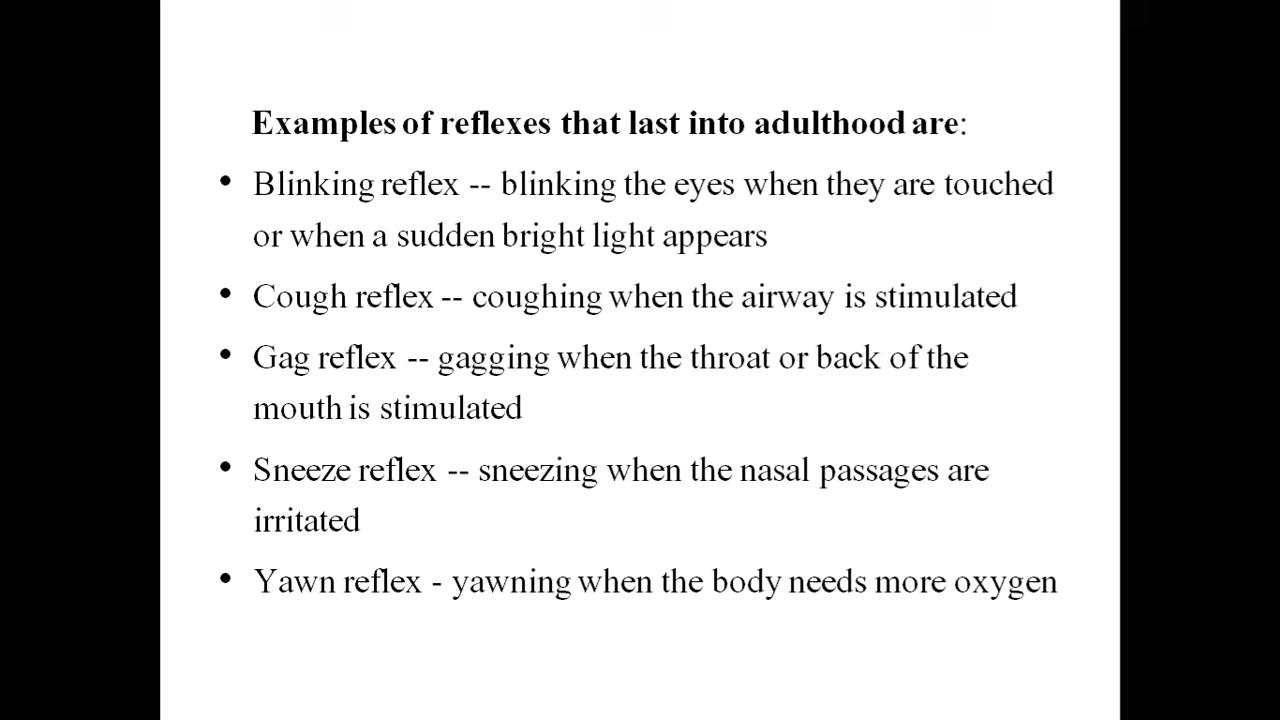 Examples of reflexes that last into adulthood are:
• Blinking reflex -- blinking the eyes when they are touched
or when a sudden bright light appears
• Cough reflex -- coughing when the airway is stimulated
• Gag reflex -- gagging when the throat or back of the
mouth is stimulated
• Sneeze reflex -- sneezing when the nasal passages are
irritated
• Yawn reflex - yawning when the body needs more oxygen